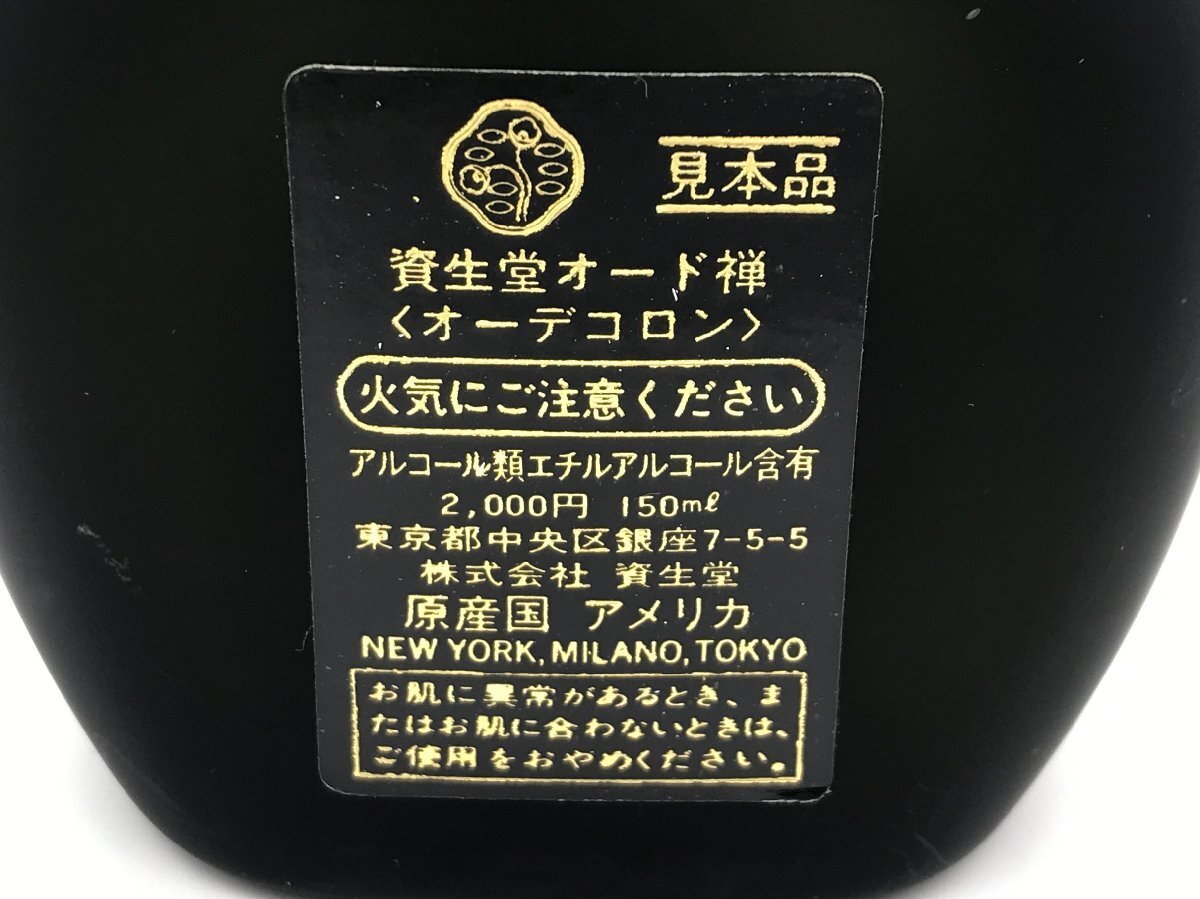 見本品
資生堂オード禅
〈オーデコロン〉
火気にご注意ください
アルコール類エチルアルコール含有
2,000円 150ml
東京都中央区銀座7-5-5
株式会社 資生堂
原産国 アメリカ
NEW YORK, MILANO, TOKYO
お肌に異常があるとき、ま
たはお肌に合わないときは、
ご使用をおやめください。